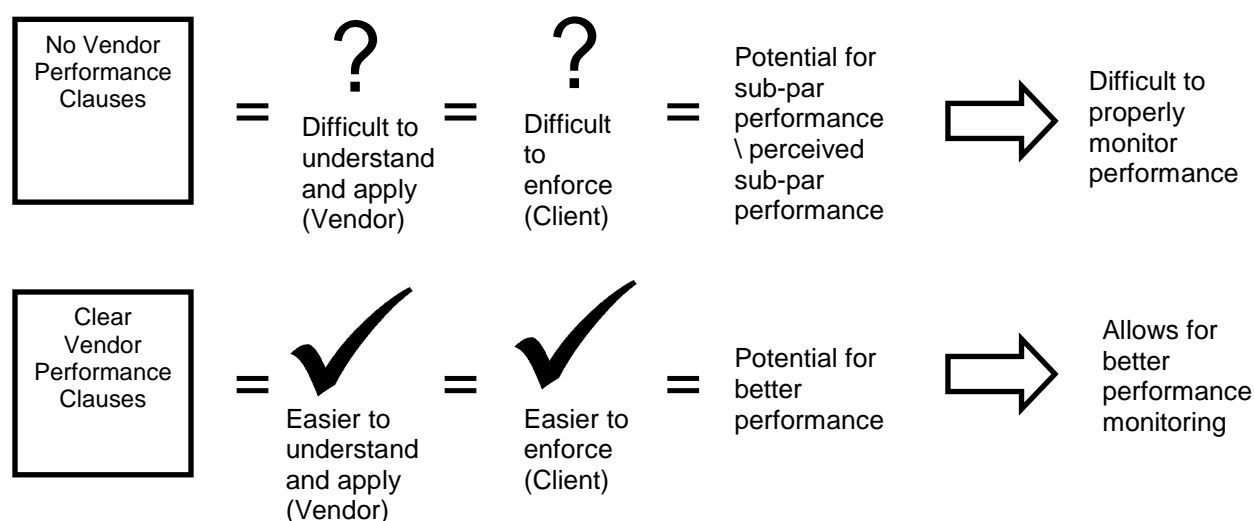 No Vendor
Performance
Clauses
=
?
Difficult to
understand
and apply
(Vendor)
=
?
Difficult
to
enforce
(Client)
=
Potential for
sub-par
performance
\ perceived
sub-par
performance
Difficult to
properly
monitor
performance
Clear
Vendor
Performance
Clauses
=
Easier to
understand
and apply
(Vendor)
=
Easier to
enforce
(Client)
=
Potential for
better
performance
Allows for
better
performance
monitoring